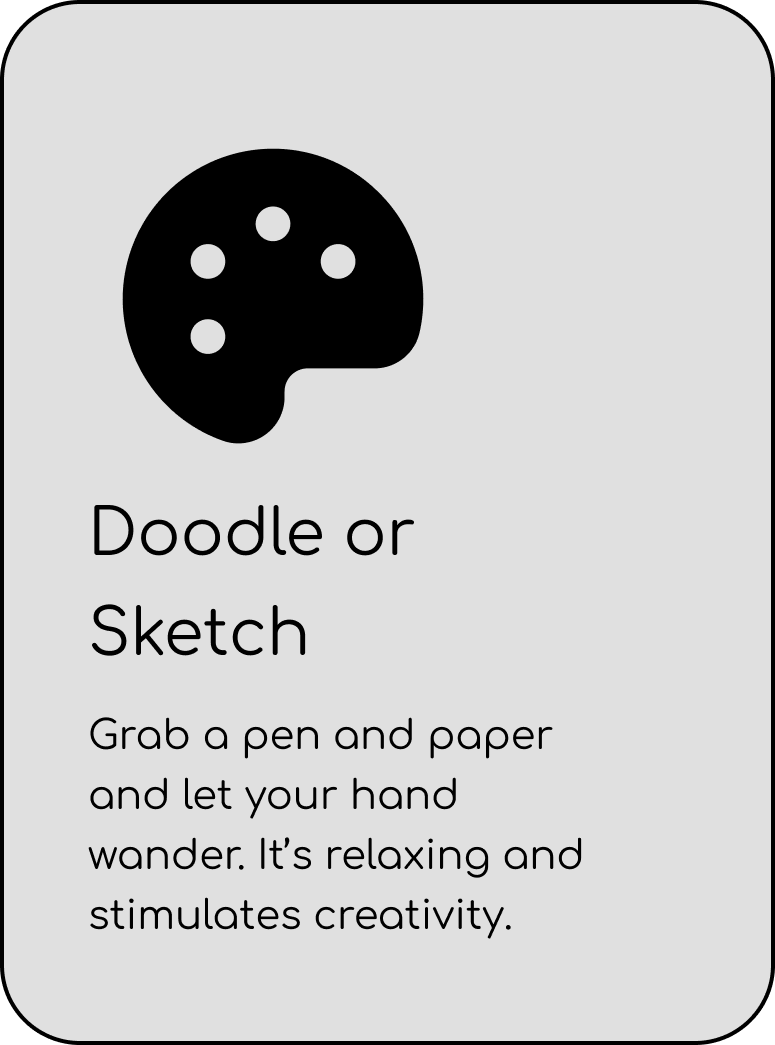 Doodle or
Sketch
Grab a pen and paper
and let your hand
wander. It’s relaxing and
stimulates creativity.